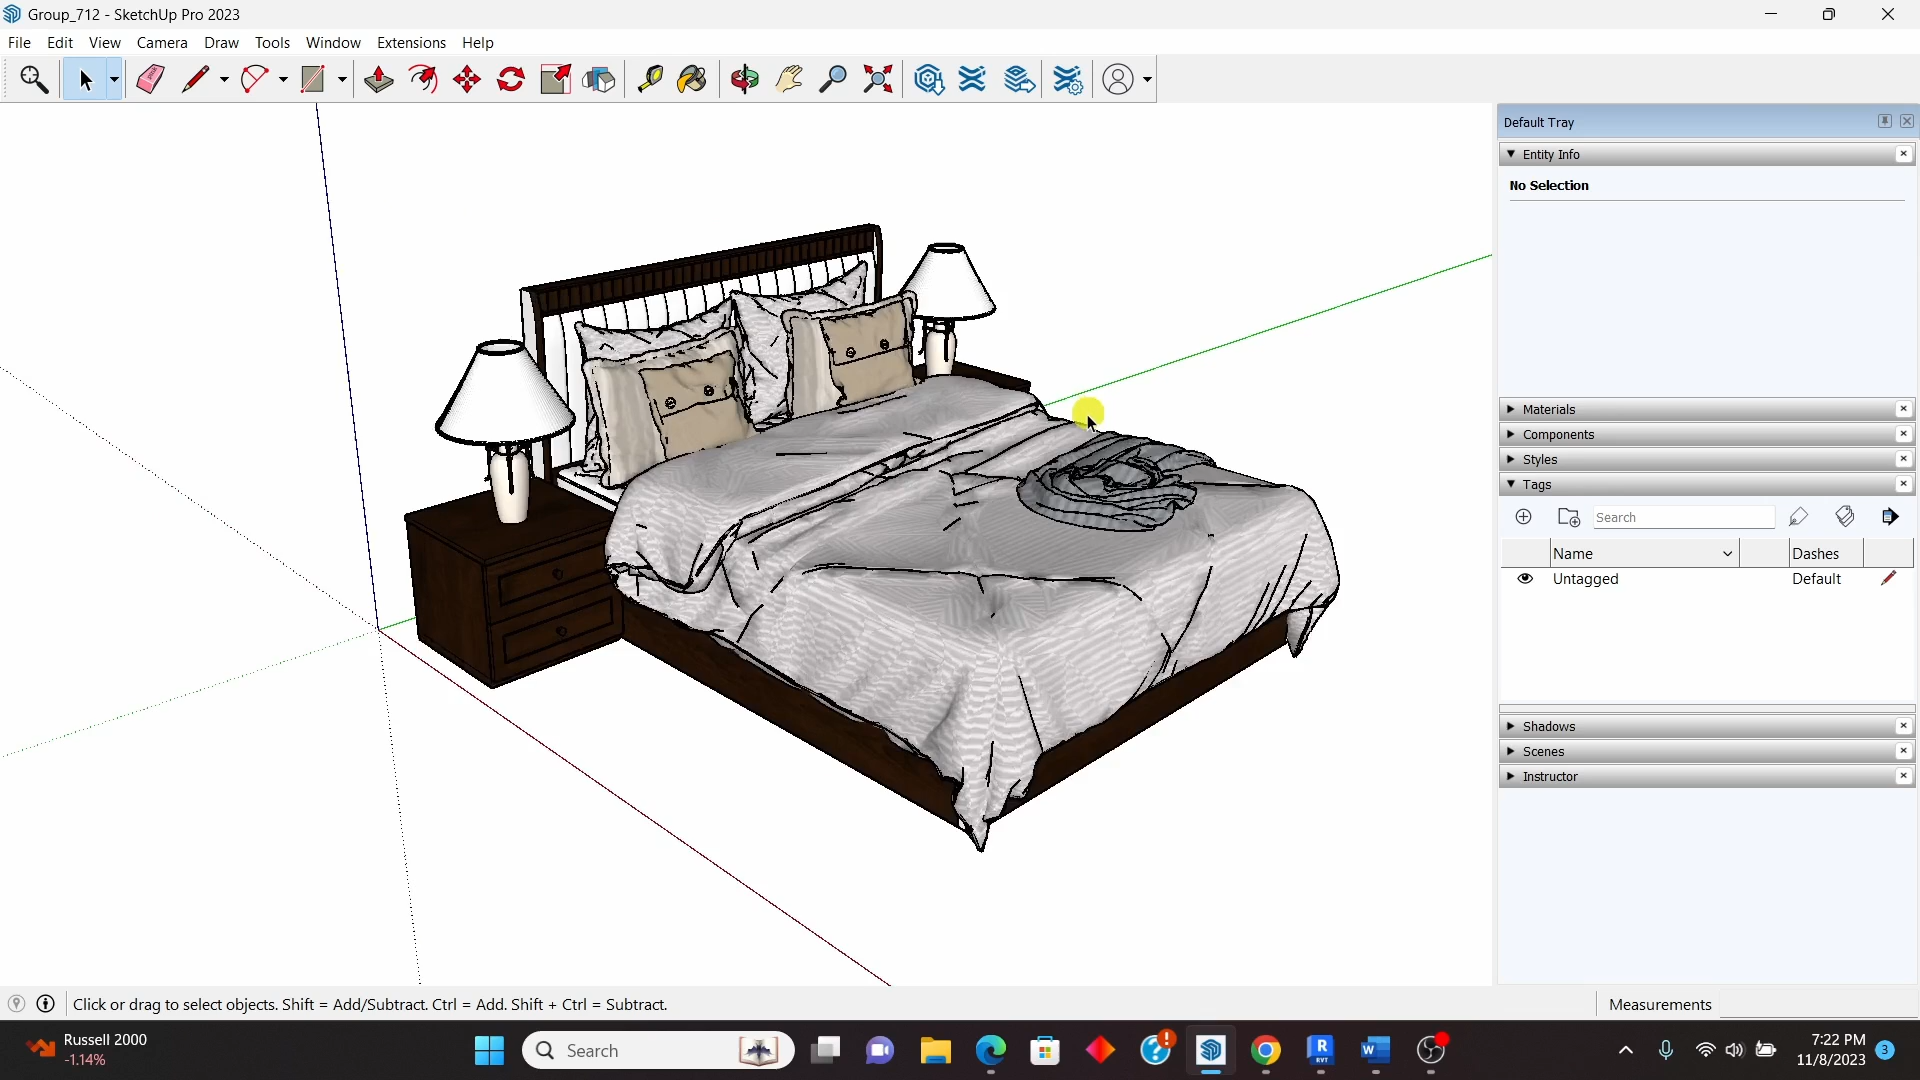 Group_712 - SketchUp Pro 2023
File Edit View Camera Draw Tools Window Extensions Help
Default Tray
Entity Info
No Selection
Materials
Components
Styles
Tags
Search
Name Dashes
Untagged Default
Shadows
Scenes
Instructor
Click or drag to select objects. Shift = Add/Subtract. Ctrl = Add. Shift + Ctrl = Subtract.
Measurements
Russell 2000
-1.14%
Search
R
RVT
W
7:22 PM
11/8/2023
3